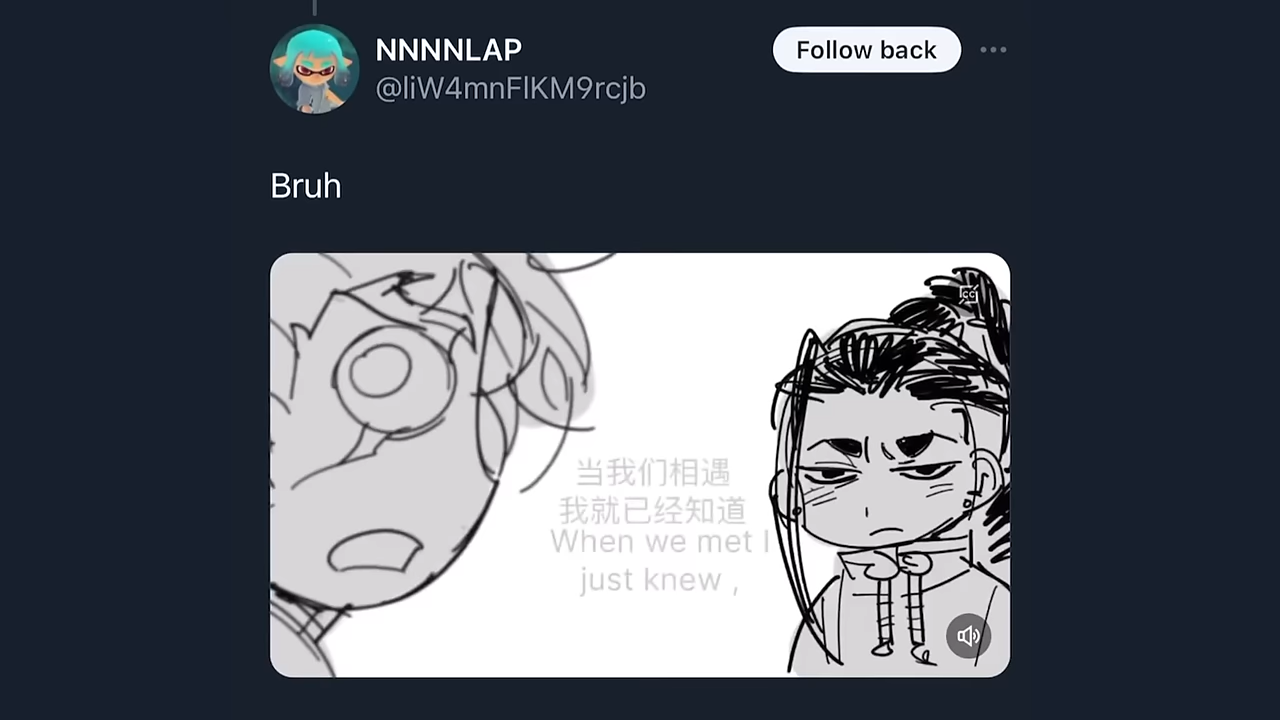 NNNNLAP
Follow back
@liW4mnFlKM9rcjb
Bruh
CC
当我们相遇
我就已经知道
When we met I
just knew ,